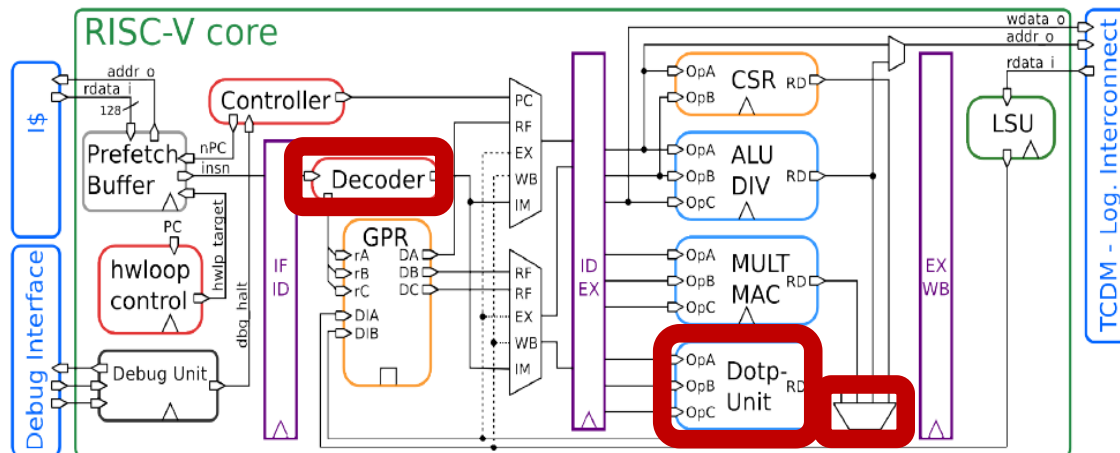 RISC-V core
wdata_o
addr_o
rdata_i
I$
addr_o
rdata_i
128
Prefetch
Buffer
nPC
insn
Controller
Decoder
PC
hwloop
control
hwlp_target
dbg_halt
Debug Interface
Debug Unit
IF
ID
GPR
rA
rB
rC
DIA
DIB
DA
DB
DC
PC
RF
EX
WB
IM
RF
RF
EX
WB
IM
ID
EX
OpA
OpB
CSR
RD
OpA
OpB
OpC
ALU
DIV
RD
OpA
OpB
OpC
MULT
MAC
RD
OpA
OpB
OpC
Dotp-
Unit
RD
EX
WB
LSU
TCDM - Log. Interconnect